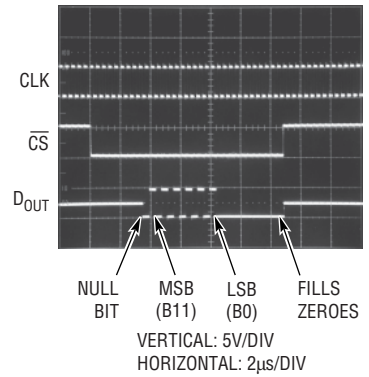 CLK
CS
DOUT
NULL BIT
MSB (B11)
LSB (B0)
FILLS ZEROES
VERTICAL: 5V/DIV
HORIZONTAL: 2μs/DIV